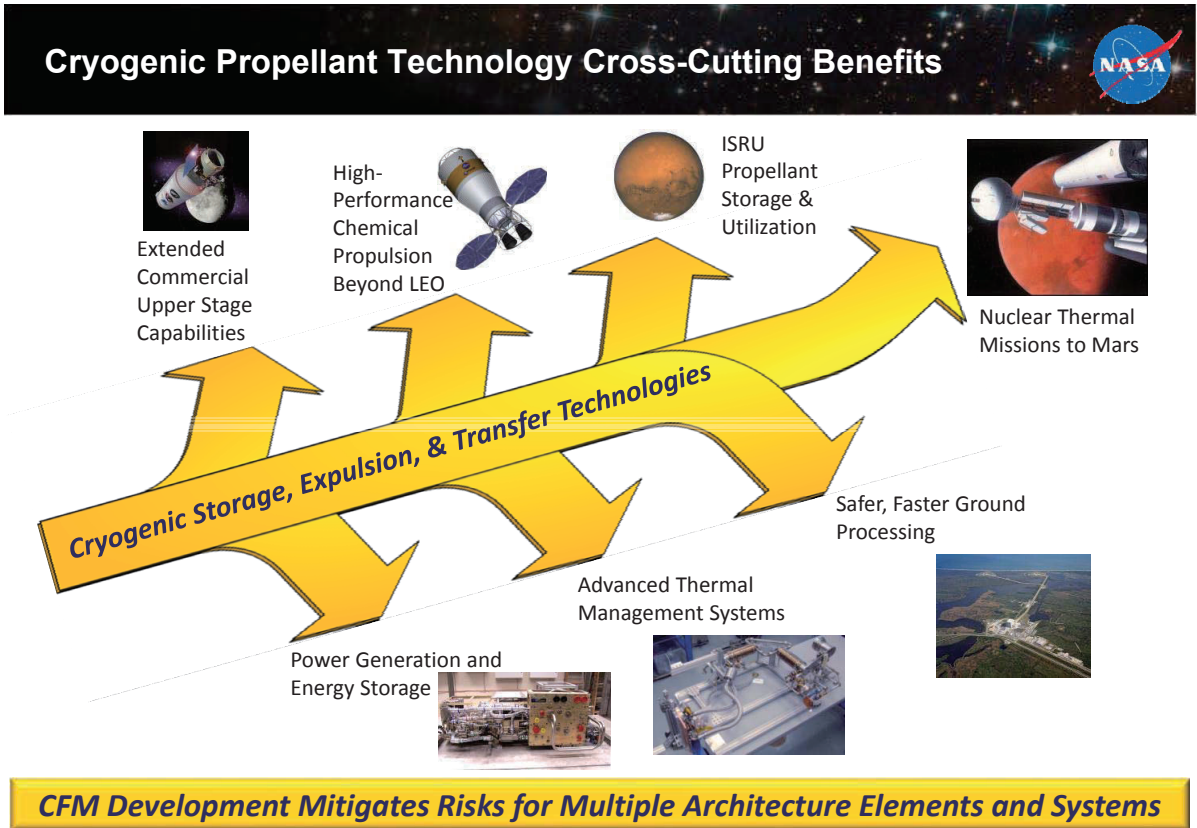 Cryogenic Propellant Technology Cross-Cutting Benefits
NASA
Extended
Commercial
Upper Stage
Capabilities
High-
Performance
Chemical
Propulsion
Beyond LEO
ISRU
Propellant
Storage &
Utilization
Nuclear Thermal
Missions to Mars
Cryogenic Storage, Expulsion, & Transfer Technologies
Safer, Faster Ground
Processing
Advanced Thermal
Management Systems
Power Generation and
Energy Storage
CFM Development Mitigates Risks for Multiple Architecture Elements and Systems